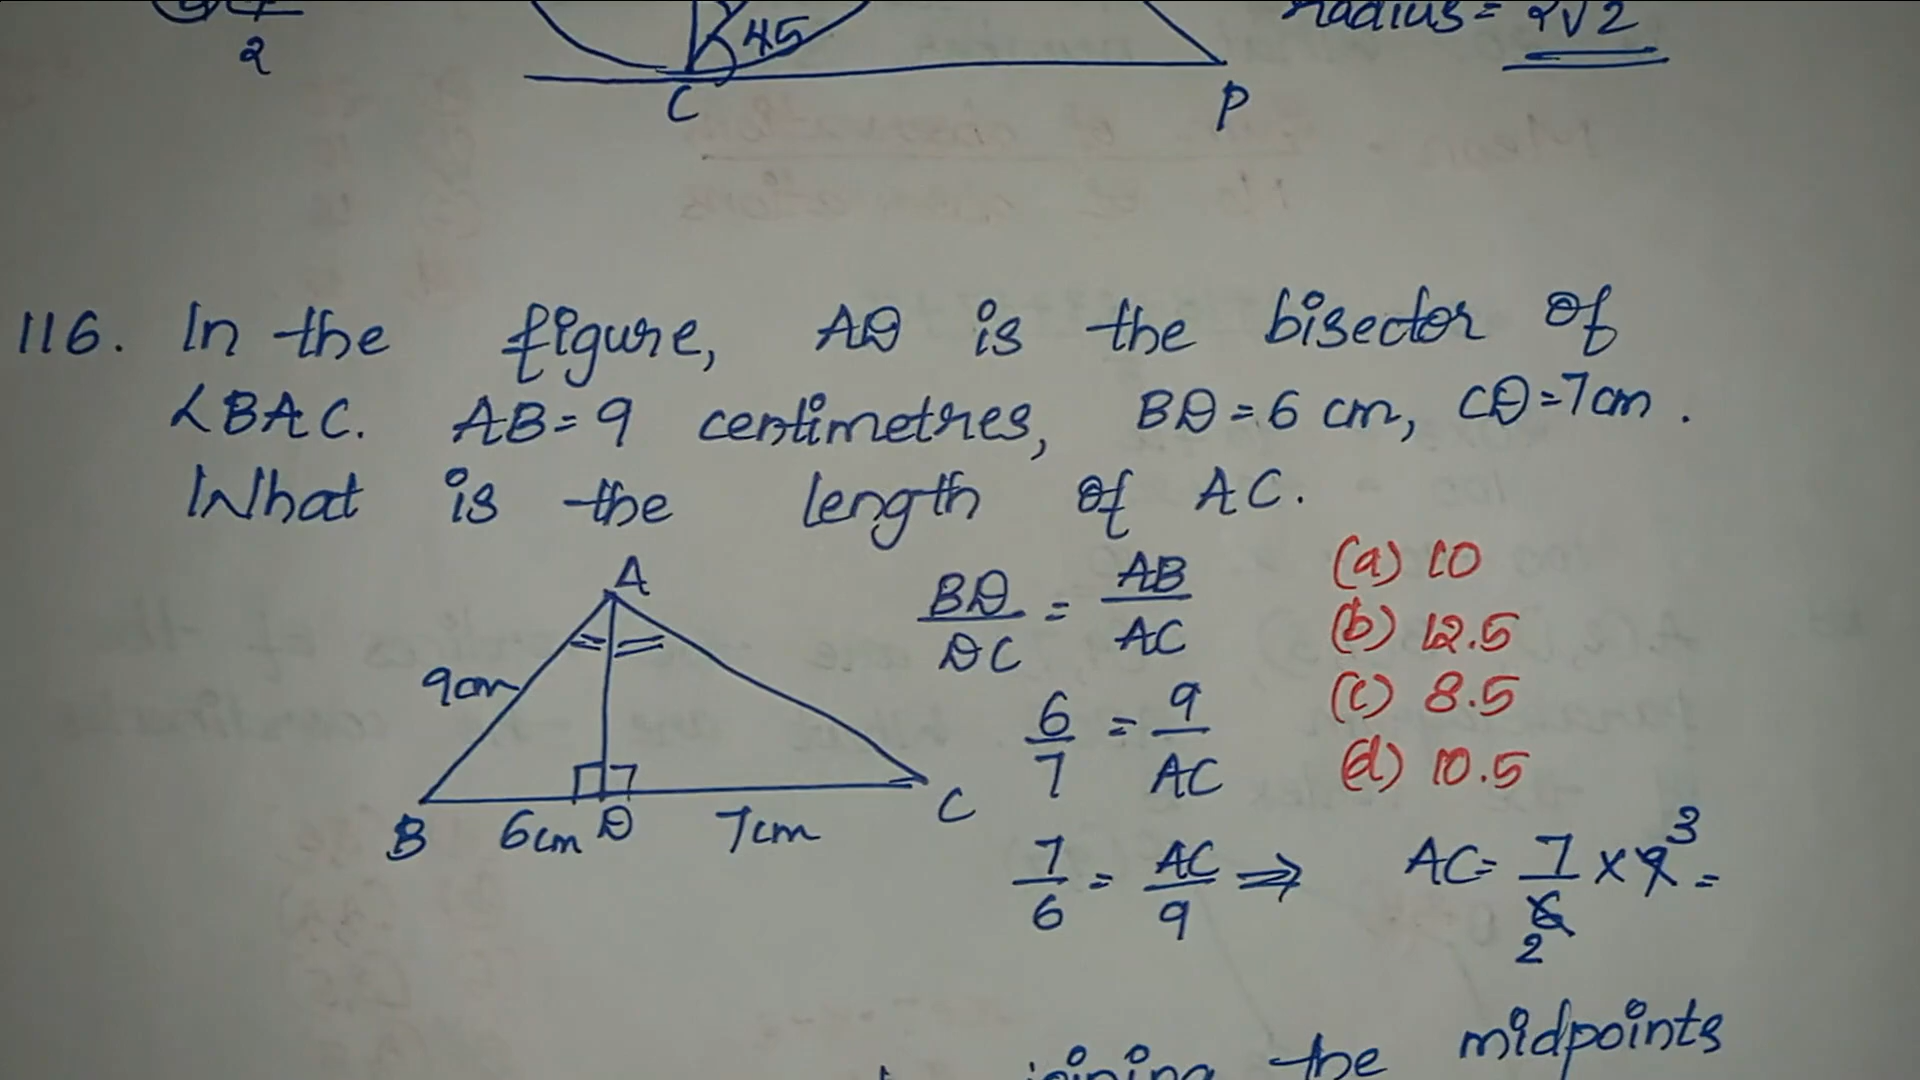 2
45
radius = 2√2
C
P
116. In the figure, AD is the bisector of
∠BAC. AB = 9 centimetres, BD = 6 cm, CD = 7cm.
What is the length of AC.
A
9cm
B
6cm
D
7cm
C
BD/DC = AB/AC
6/7 = 9/AC
7/6 = AC/9 ⇒ AC = 7/6 × 9 =
3
2
(a) 10
(b) 12.5
(c) 8.5
(d) 10.5
joining the midpoints